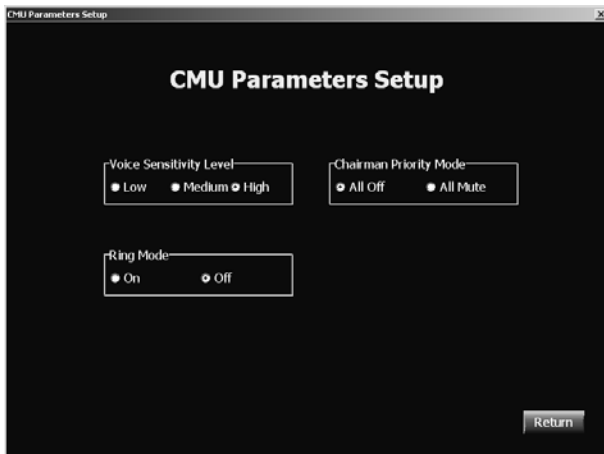 CMU Parameters Setup
CMU Parameters Setup
Voice Sensitivity Level
Low Medium High
Chairman Priority Mode
All Off All Mute
Ring Mode
On Off
Return